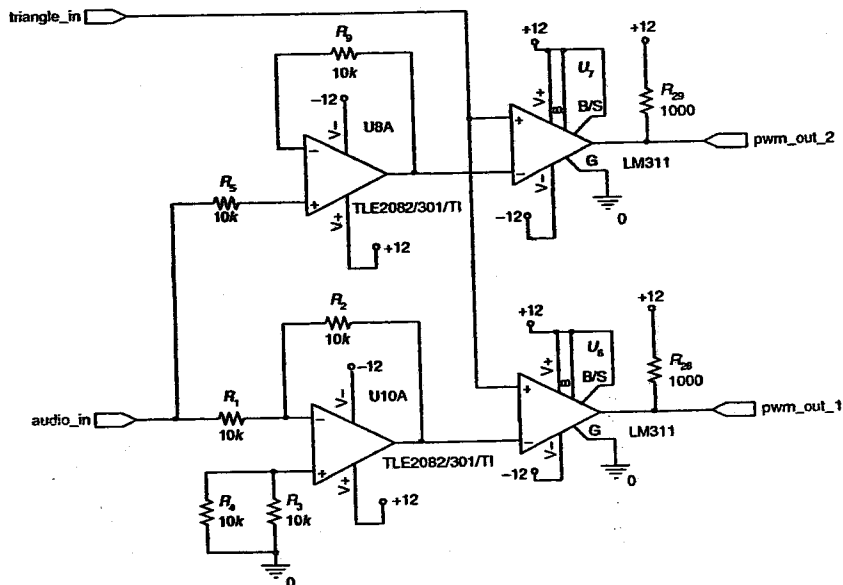 triangle_in
R9
10k
-12
V-
U8A
R5
10k
TLE2082/301/TI
V+
+12
+12
V+
8
U7
B/S
G
LM311
V-
-12
0
+12
R29
1000
pwm_out_2
R2
10k
-12
V-
U10A
audio_in
R1
10k
TLE2082/301/TI
V+
+12
R4
10k
R3
10k
0
+12
V+
8
U6
B/S
G
LM311
V-
-12
0
+12
R28
1000
pwm_out_1